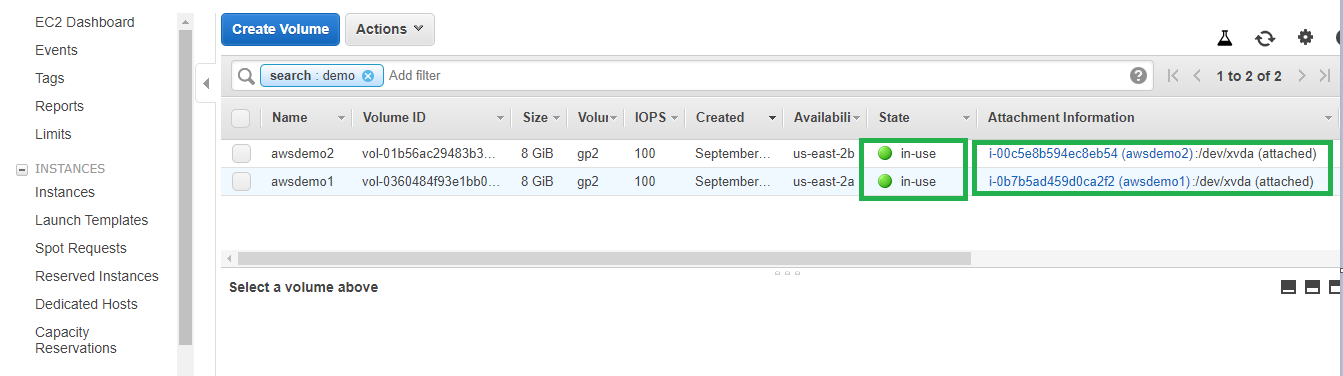 EC2 Dashboard
Events
Tags
Reports
Limits
INSTANCES
Instances
Launch Templates
Spot Requests
Reserved Instances
Dedicated Hosts
Capacity
Reservations
Create Volume Actions
search : demo Add filter 1 to 2 of 2
Name Volume ID Size Volu IOPS Created Availabili State Attachment Information
awsdemo2 vol-01b56ac29483b3... 8 GiB gp2 100 September... us-east-2b in-use i-00c5e8b594ec8eb54 (awsdemo2):/dev/xvda (attached)
awsdemo1 vol-0360484f93e1bb0... 8 GiB gp2 100 September... us-east-2a in-use i-0b7b5ad459d0ca2f2 (awsdemo1):/dev/xvda (attached)
Select a volume above